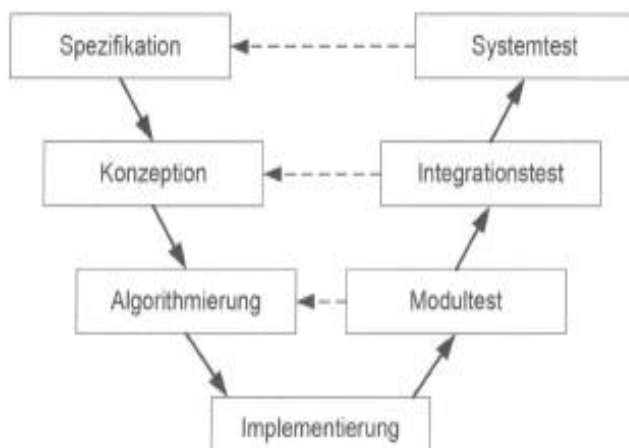 Spezifikation
Systemtest
Konzeption
Integrationstest
Algorithmierung
Modultest
Implementierung